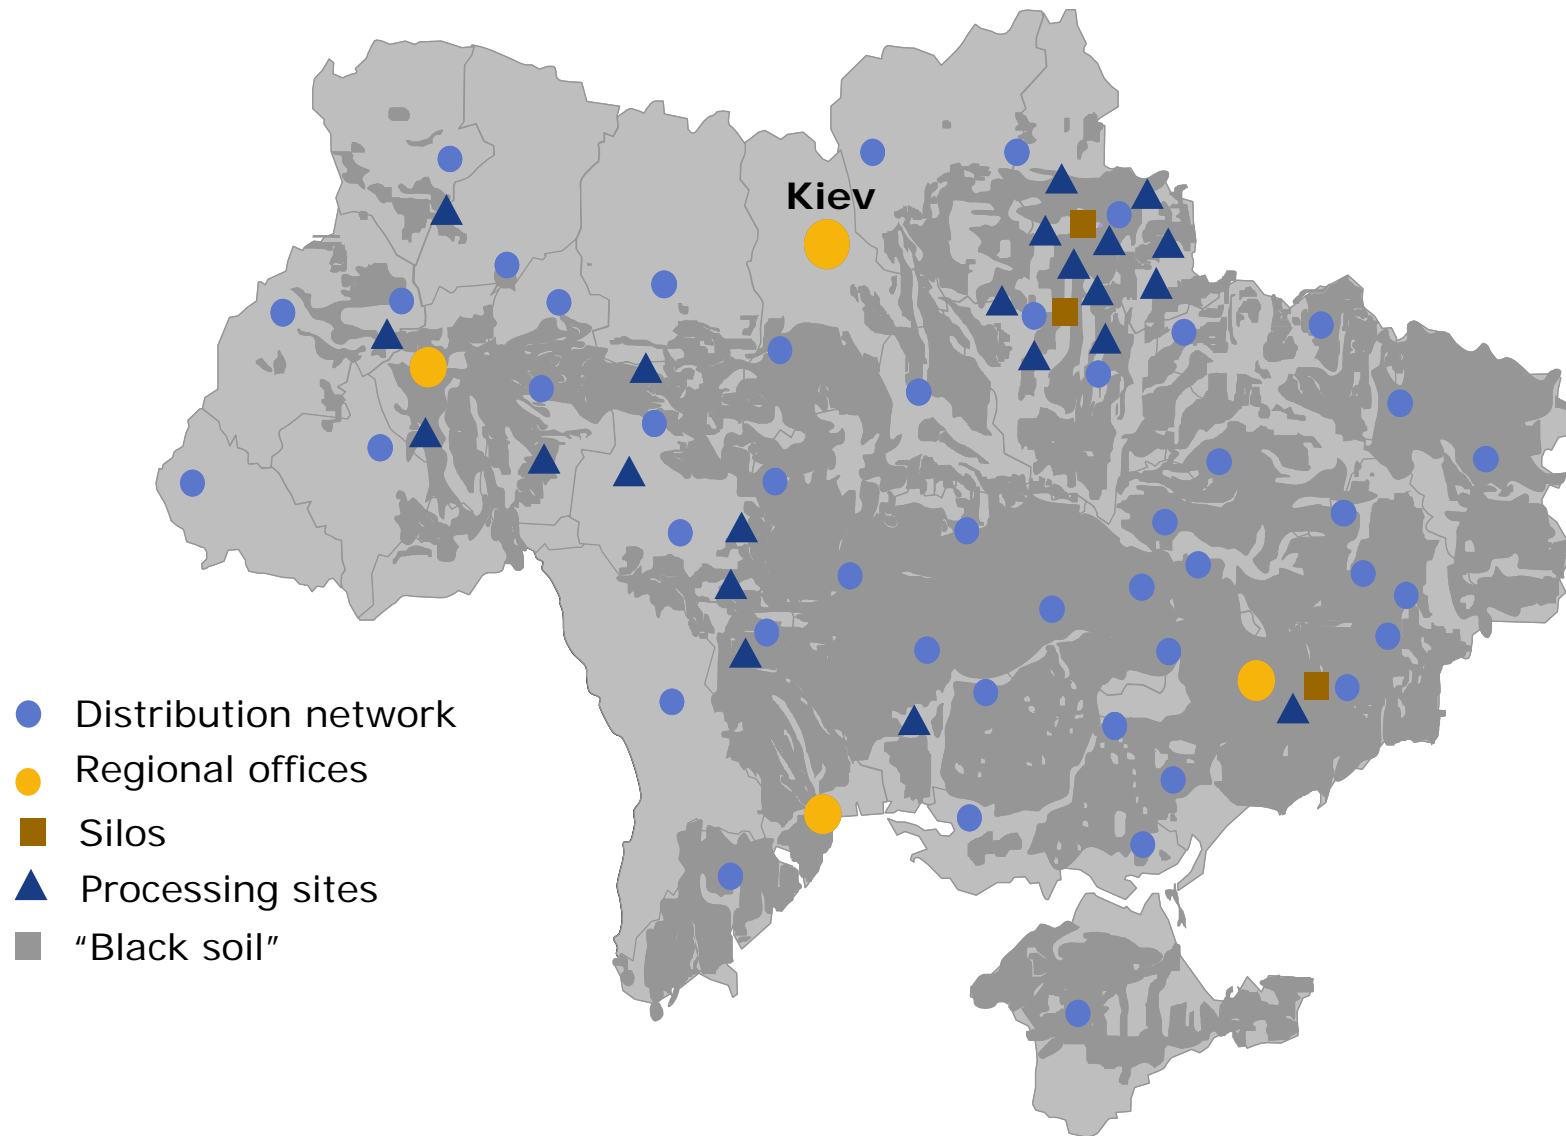 Kiev
Distribution network
Regional offices
Silos
Processing sites
“Black soil”